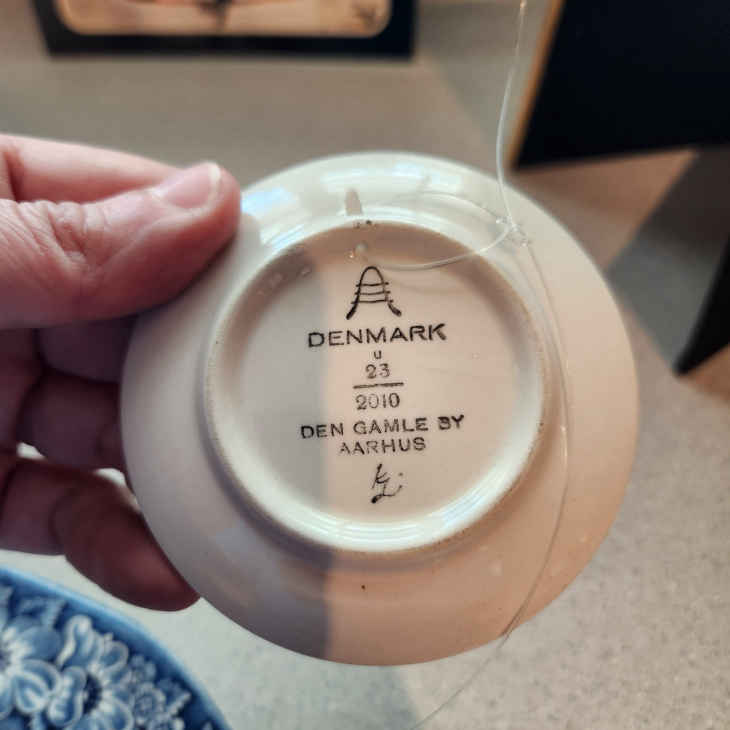 DENMARK
u
23
2010
DEN GAMLE BY
AARHUS